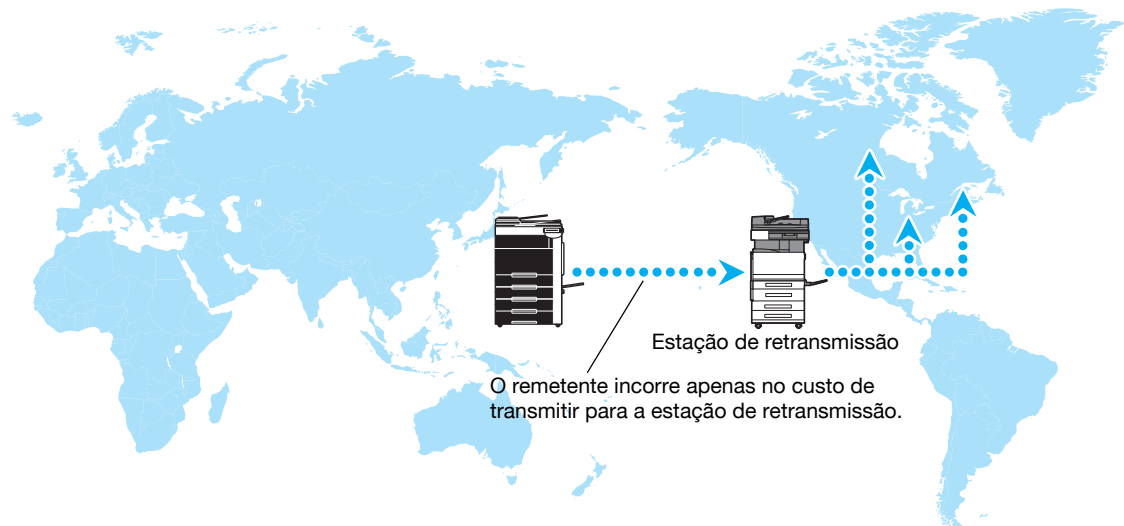 Estação de retransmissão
O remetente incorre apenas no custo de
transmitir para a estação de retransmissão.